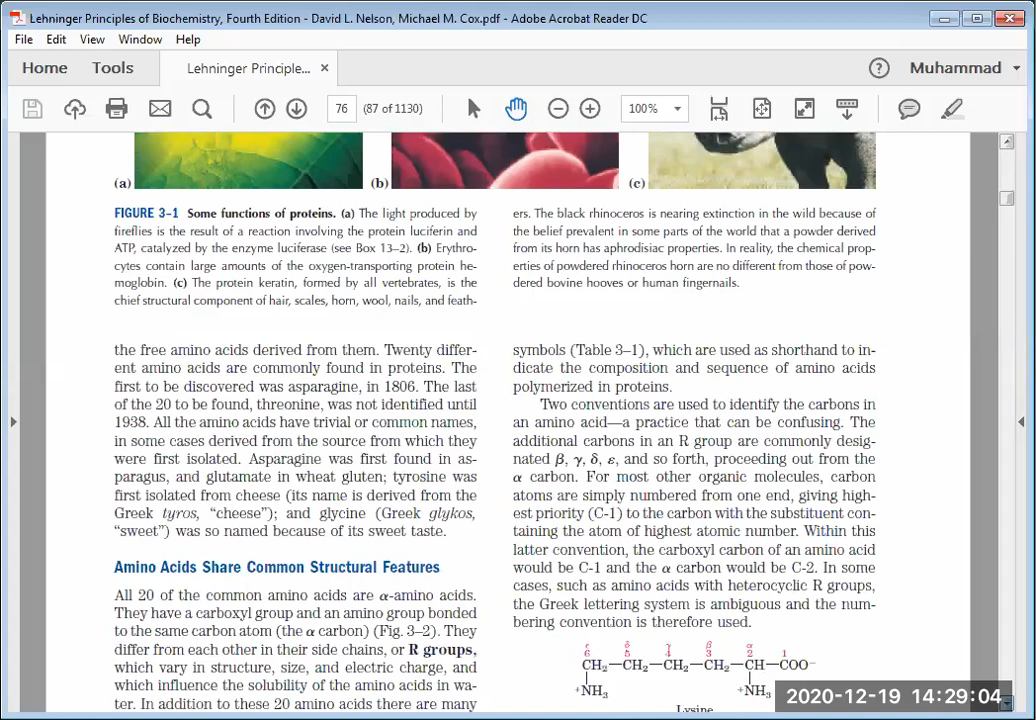 Lehninger Principles of Biochemistry, Fourth Edition - David L. Nelson, Michael M. Cox.pdf - Adobe Acrobat Reader DC
File Edit View Window Help
Home Tools Lehninger Principle... × ? Muhammad
76 (87 of 1130) 100%
(a) (b) (c)
FIGURE 3–1 Some functions of proteins. (a) The light produced by
fireflies is the result of a reaction involving the protein luciferin and
ATP, catalyzed by the enzyme luciferase (see Box 13–2). (b) Erythro-
cytes contain large amounts of the oxygen-transporting protein he-
moglobin. (c) The protein keratin, formed by all vertebrates, is the
chief structural component of hair, scales, horn, wool, nails, and feath-
ers. The black rhinoceros is nearing extinction in the wild because of
the belief prevalent in some parts of the world that a powder derived
from its horn has aphrodisiac properties. In reality, the chemical prop-
erties of powdered rhinoceros horn are no different from those of pow-
dered bovine hooves or human fingernails.
the free amino acids derived from them. Twenty differ-
ent amino acids are commonly found in proteins. The
first to be discovered was asparagine, in 1806. The last
of the 20 to be found, threonine, was not identified until
1938. All the amino acids have trivial or common names,
in some cases derived from the source from which they
were first isolated. Asparagine was first found in as-
paragus, and glutamate in wheat gluten; tyrosine was
first isolated from cheese (its name is derived from the
Greek tyros, “cheese”); and glycine (Greek glykos,
“sweet”) was so named because of its sweet taste.
Amino Acids Share Common Structural Features
All 20 of the common amino acids are α-amino acids.
They have a carboxyl group and an amino group bonded
to the same carbon atom (the α carbon) (Fig. 3–2). They
differ from each other in their side chains, or R groups,
which vary in structure, size, and electric charge, and
which influence the solubility of the amino acids in wa-
ter. In addition to these 20 amino acids there are many
symbols (Table 3–1), which are used as shorthand to in-
dicate the composition and sequence of amino acids
polymerized in proteins.
Two conventions are used to identify the carbons in
an amino acid—a practice that can be confusing. The
additional carbons in an R group are commonly desig-
nated β, γ, δ, ε, and so forth, proceeding out from the
α carbon. For most other organic molecules, carbon
atoms are simply numbered from one end, giving high-
est priority (C-1) to the carbon with the substituent con-
taining the atom of highest atomic number. Within this
latter convention, the carboxyl carbon of an amino acid
would be C-1 and the α carbon would be C-2. In some
cases, such as amino acids with heterocyclic R groups,
the Greek lettering system is ambiguous and the num-
bering convention is therefore used.
ε δ γ β α
6 5 4 3 2 1
CH₂—CH₂—CH₂—CH₂—CH—COO⁻
⁺NH₃ ⁺NH₃
Lysine
2020-12-19 14:29:04